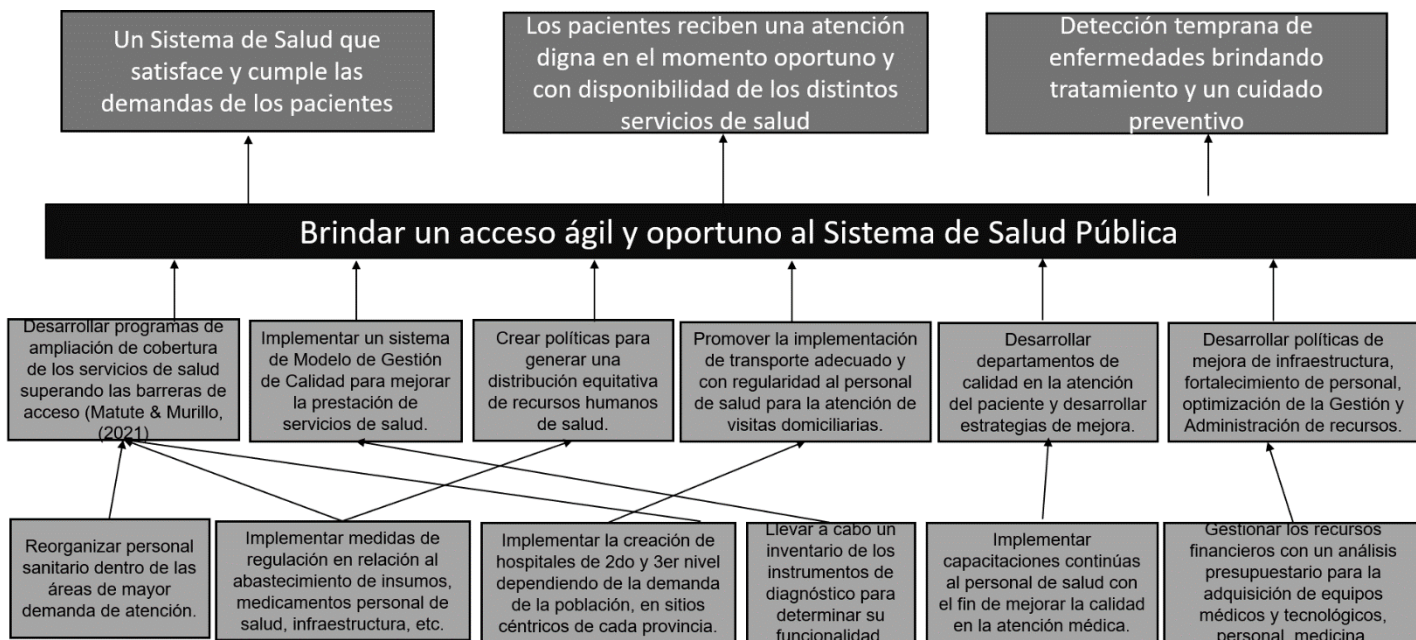 Un Sistema de Salud que
satisface y cumple las
demandas de los pacientes
Los pacientes reciben una atención
digna en el momento oportuno y
con disponibilidad de los distintos
servicios de salud
Detección temprana de
enfermedades brindando
tratamiento y un cuidado
preventivo
Brindar un acceso ágil y oportuno al Sistema de Salud Pública
Desarrollar programas de
ampliación de cobertura
de los servicios de salud
superando las barreras de
acceso (Matute & Murillo,
(2021)
Implementar un sistema
de Modelo de Gestión
de Calidad para mejorar
la prestación de
servicios de salud.
Crear políticas para
generar una
distribución equitativa
de recursos humanos
de salud.
Promover la implementación
de transporte adecuado y
con regularidad al personal
de salud para la atención de
visitas domiciliarias.
Desarrollar
departamentos de
calidad en la atención
del paciente y desarrollar
estrategias de mejora.
Desarrollar políticas de
mejora de infraestructura,
fortalecimiento de personal,
optimización de la Gestión y
Administración de recursos.
Reorganizar personal
sanitario dentro de las
áreas de mayor
demanda de atención.
Implementar medidas de
regulación en relación al
abastecimiento de insumos,
medicamentos personal de
salud, infraestructura, etc.
Implementar la creación de
hospitales de 2do y 3er nivel
dependiendo de la demanda
de la población, en sitios
céntricos de cada provincia.
Llevar a cabo un
inventario de los
instrumentos de
diagnóstico para
determinar su
funcionalidad
Implementar
capacitaciones continúas
al personal de salud con
el fin de mejorar la calidad
en la atención médica.
Gestionar los recursos
financieros con un análisis
presupuestario para la
adquisición de equipos
médicos y tecnológicos,
personal, medicina